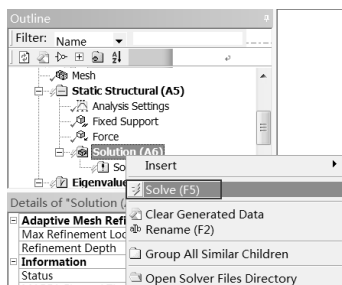 Outline
Filter: Name
Mesh
Static Structural (A5)
Analysis Settings
Fixed Support
Force
Solution (A6)
So
Eigenvalue
Insert
Solve (F5)
Clear Generated Data
Rename (F2)
Group All Similar Children
Open Solver Files Directory
Details of "Solution (
Adaptive Mesh Refi
Max Refinement Loo
Refinement Depth
Information
Status